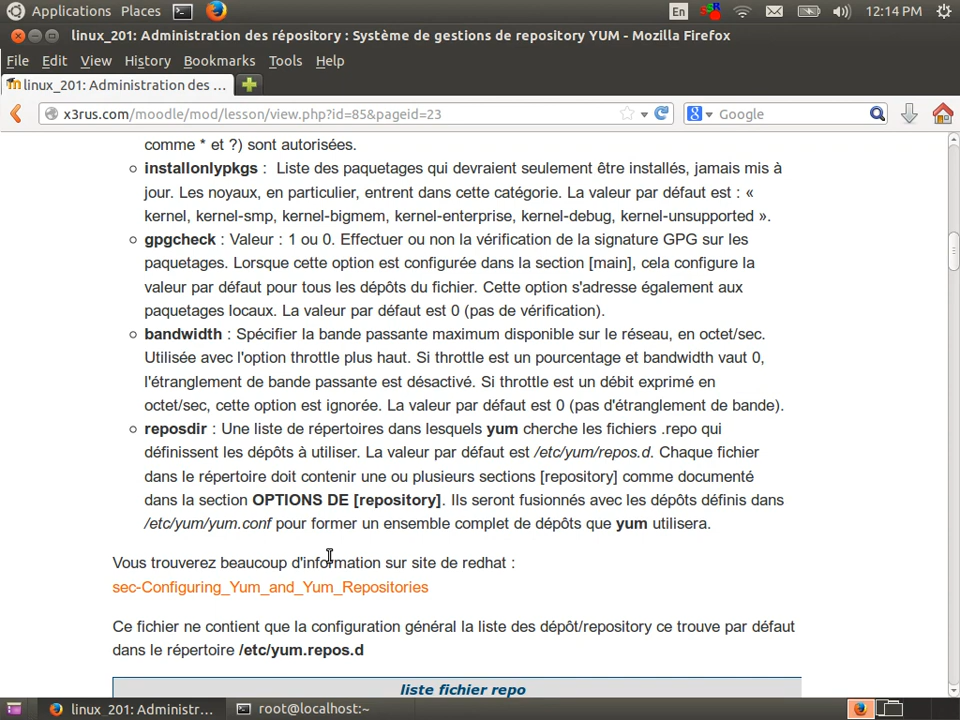 Applications Places En 12:14 PM
linux_201: Administration des répository : Système de gestions de repository YUM - Mozilla Firefox
File Edit View History Bookmarks Tools Help
linux_201: Administration des ...
x3rus.com/moodle/mod/lesson/view.php?id=85&pageid=23 Google
comme * et ?) sont autorisées.
installonlypkgs : Liste des paquetages qui devraient seulement être installés, jamais mis à
jour. Les noyaux, en particulier, entrent dans cette catégorie. La valeur par défaut est : «
kernel, kernel-smp, kernel-bigmem, kernel-enterprise, kernel-debug, kernel-unsupported ».
gpgcheck : Valeur : 1 ou 0. Effectuer ou non la vérification de la signature GPG sur les
paquetages. Lorsque cette option est configurée dans la section [main], cela configure la
valeur par défaut pour tous les dépôts du fichier. Cette option s'adresse également aux
paquetages locaux. La valeur par défaut est 0 (pas de vérification).
bandwidth : Spécifier la bande passante maximum disponible sur le réseau, en octet/sec.
Utilisée avec l'option throttle plus haut. Si throttle est un pourcentage et bandwidth vaut 0,
l'étranglement de bande passante est désactivé. Si throttle est un débit exprimé en
octet/sec, cette option est ignorée. La valeur par défaut est 0 (pas d'étranglement de bande).
reposdir : Une liste de répertoires dans lesquels yum cherche les fichiers .repo qui
définissent les dépôts à utiliser. La valeur par défaut est /etc/yum/repos.d. Chaque fichier
dans le répertoire doit contenir une ou plusieurs sections [repository] comme documenté
dans la section OPTIONS DE [repository]. Ils seront fusionnés avec les dépôts définis dans
/etc/yum/yum.conf pour former un ensemble complet de dépôts que yum utilisera.
Vous trouverez beaucoup d'information sur site de redhat :
sec-Configuring_Yum_and_Yum_Repositories
Ce fichier ne contient que la configuration général la liste des dépôt/repository ce trouve par défaut
dans le répertoire /etc/yum.repos.d
liste fichier repo
linux_201: Administr... root@localhost:~